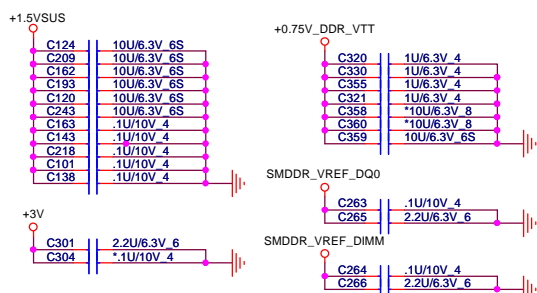 +1.5VSUS
C124 10U/6.3V_6S
C209 10U/6.3V_6S
C162 10U/6.3V_6S
C193 10U/6.3V_6S
C120 10U/6.3V_6S
C243 10U/6.3V_6S
C163 .1U/10V_4
C143 .1U/10V_4
C218 .1U/10V_4
C101 .1U/10V_4
C138 .1U/10V_4
+3V
C301 2.2U/6.3V_6
C304 *.1U/10V_4
+0.75V_DDR_VTT
C320 1U/6.3V_4
C330 1U/6.3V_4
C355 1U/6.3V_4
C321 1U/6.3V_4
C358 *10U/6.3V_8
C360 *10U/6.3V_8
C359 10U/6.3V_6S
SMDDR_VREF_DQ0
C263 .1U/10V_4
C265 2.2U/6.3V_6
SMDDR_VREF_DIMM
C264 .1U/10V_4
C266 2.2U/6.3V_6